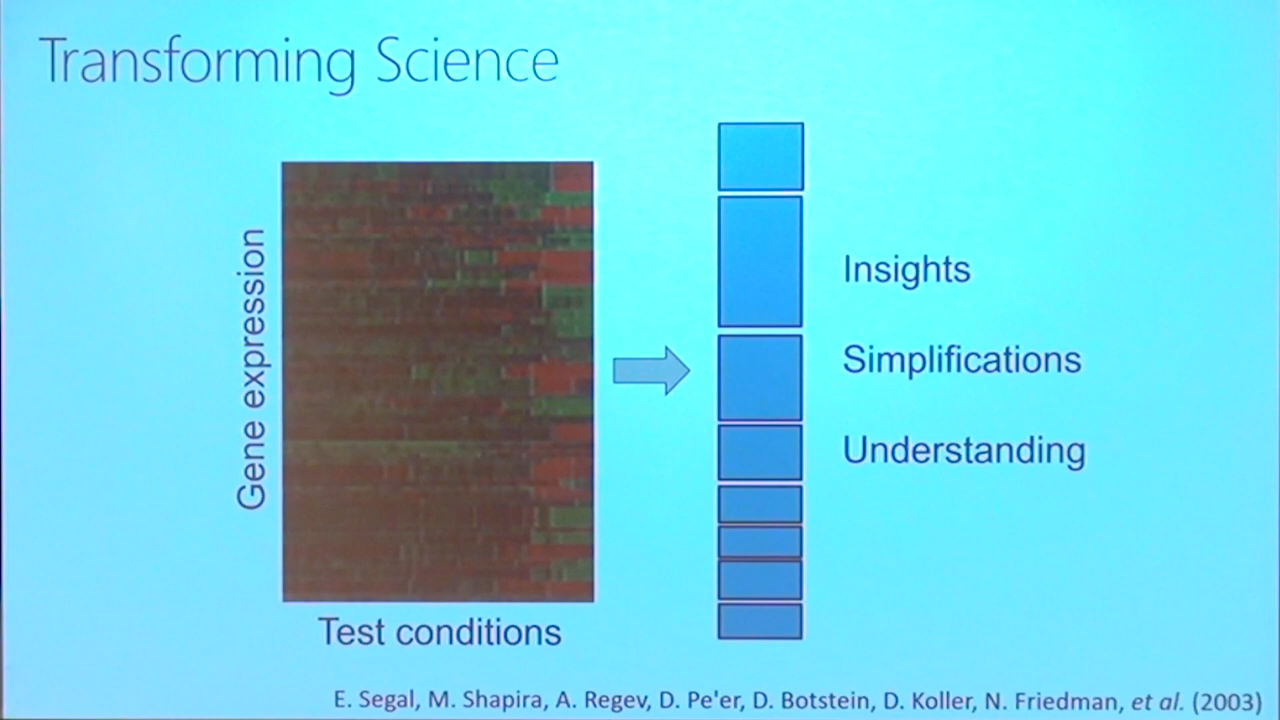 Transforming Science
Gene expression
Insights
Simplifications
Understanding
Test conditions
E. Segal, M. Shapira, A. Regev, D. Pe'er, D. Botstein, D. Koller, N. Friedman, et al. (2003)